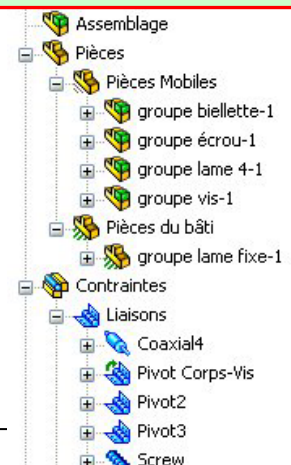 Assemblage
Pièces
Pièces Mobiles
groupe biellette-1
groupe écrou-1
groupe lame 4-1
groupe vis-1
Pièces du bâti
groupe lame fixe-1
Contraintes
Liaisons
Coaxial4
Pivot Corps-Vis
Pivot2
Pivot3
Screw